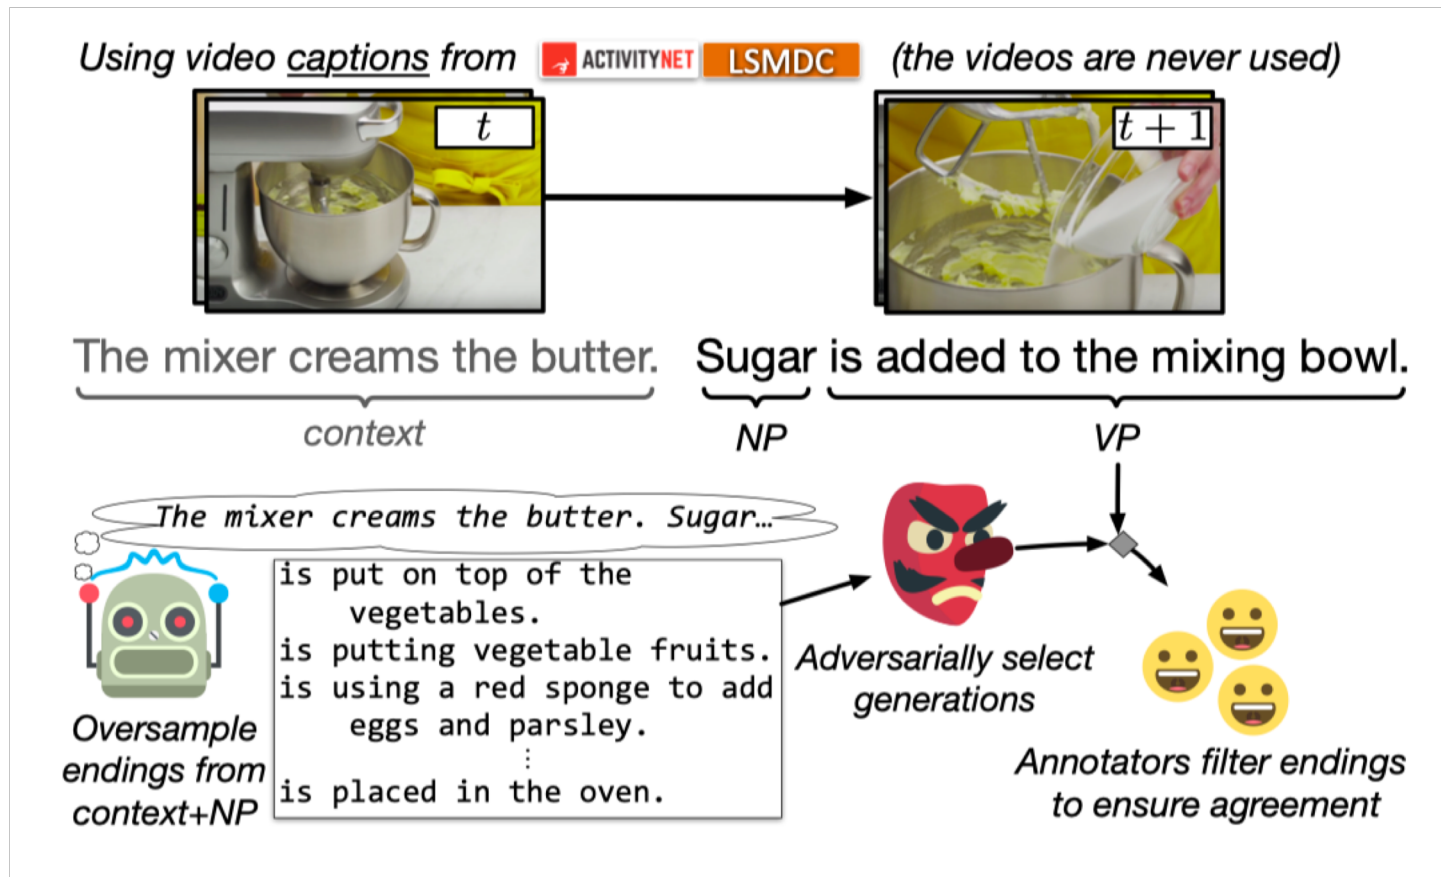 Using video captions from ACTIVITYNET LSMDC (the videos are never used)
t
t + 1
The mixer creams the butter. Sugar is added to the mixing bowl.
context
NP
VP
The mixer creams the butter. Sugar…
is put on top of the
vegetables.
is putting vegetable fruits.
is using a red sponge to add
eggs and parsley.
⋮
is placed in the oven.
Oversample
endings from
context+NP
Adversarially select
generations
Annotators filter endings
to ensure agreement